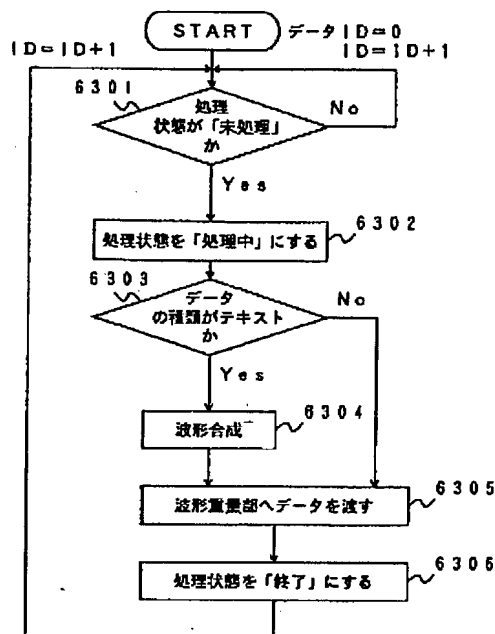 START
データID=0
ID=ID+1
ID=ID+1
6301
処理
状態が「未処理」
か
No
Yes
処理状態を「処理中」にする
6302
6303
データ
の種類がテキスト
か
No
Yes
波形合成
6304
波形重量部へデータを渡す
6305
処理状態を「終了」にする
6306